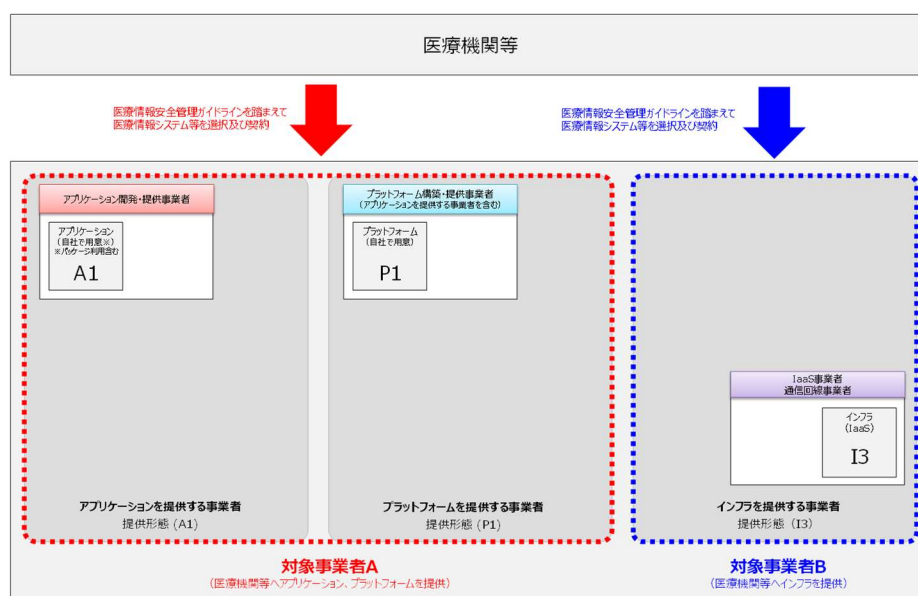 医療機関等
医療情報安全管理ガイドラインを踏まえて
医療情報システム等を選択及び契約
医療情報安全管理ガイドラインを踏まえて
医療情報システム等を選択及び契約
アプリケーション開発・提供事業者
アプリケーション
(自社で用意※)
※パッケージ利用含む
A1
プラットフォーム構築・提供事業者
(アプリケーションを提供する事業者を含む)
プラットフォーム
(自社で用意)
P1
IaaS事業者
通信回線事業者
インフラ
(IaaS)
I3
アプリケーションを提供する事業者
提供形態 (A1)
プラットフォームを提供する事業者
提供形態 (P1)
インフラを提供する事業者
提供形態 (I3)
対象事業者A
(医療機関等へアプリケーション、プラットフォームを提供)
対象事業者B
(医療機関等へインフラを提供)